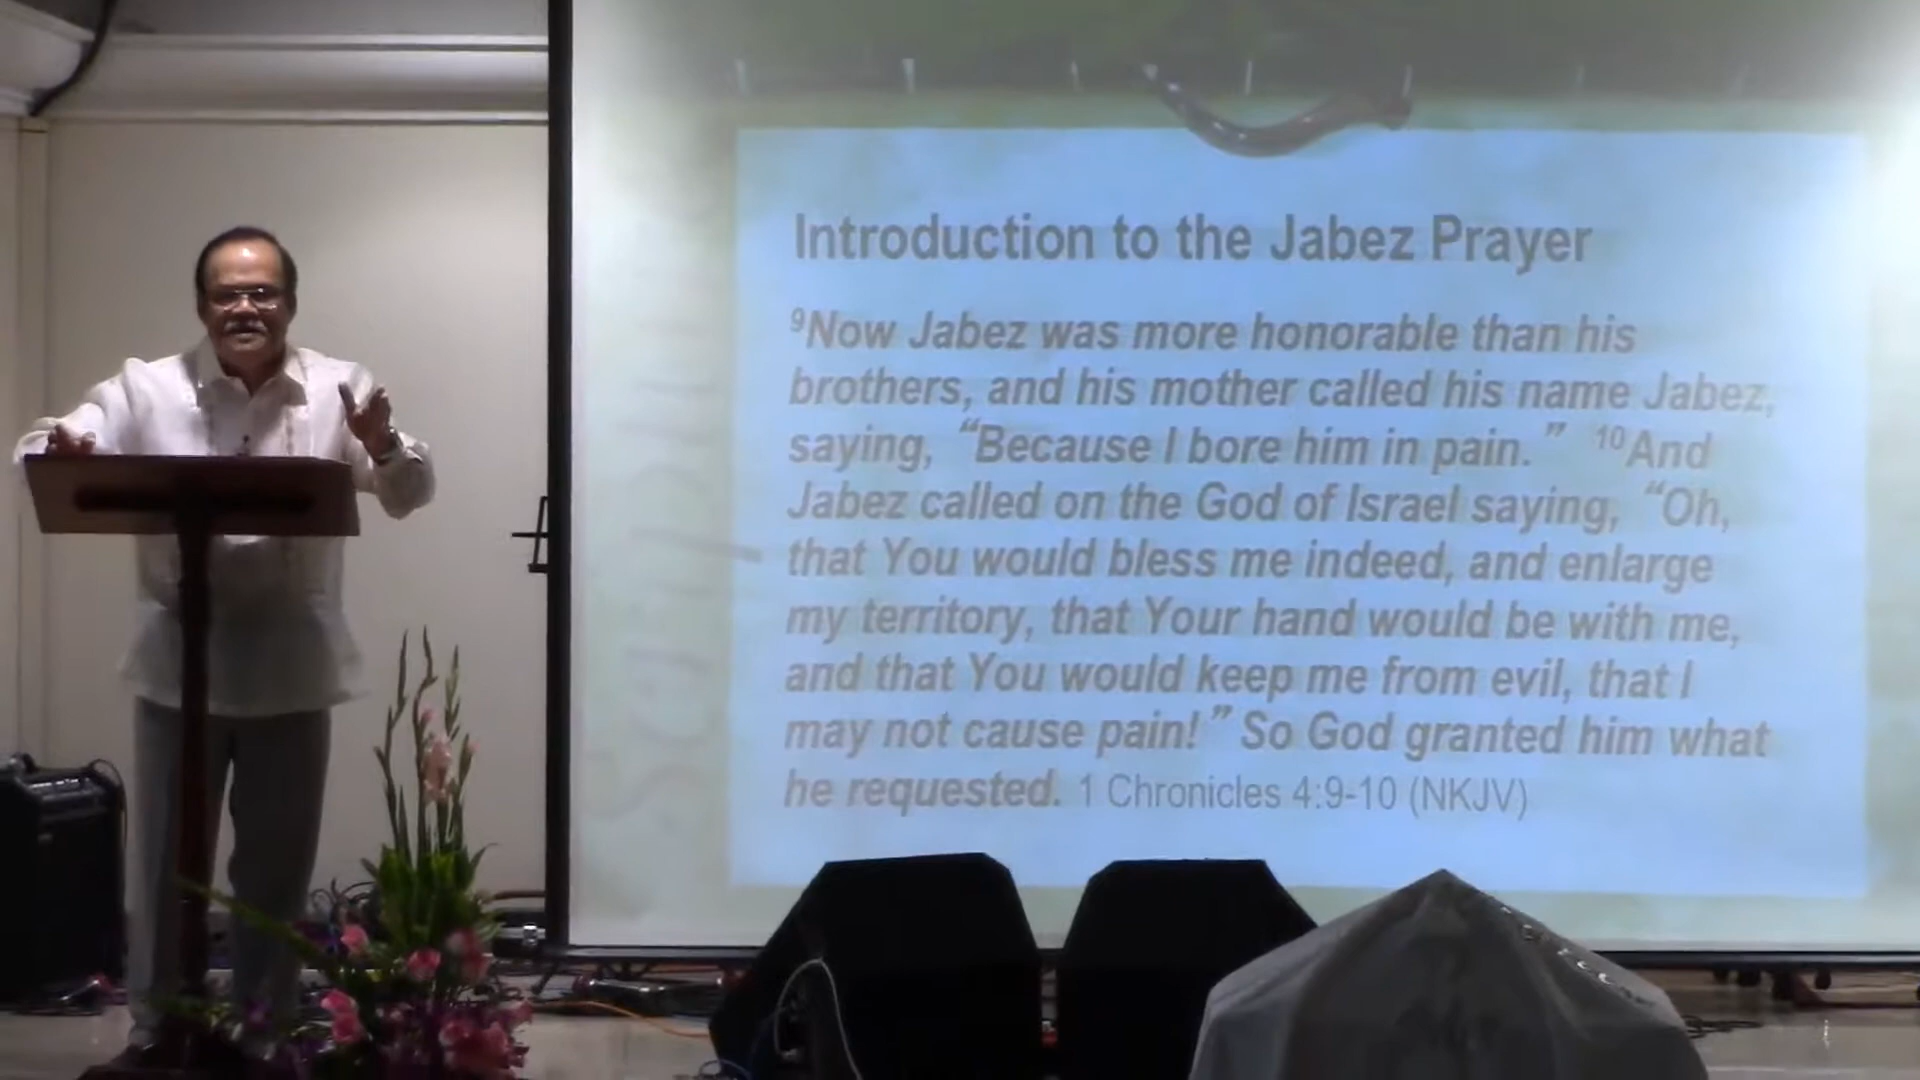 Introduction to the Jabez Prayer
⁹Now Jabez was more honorable than his
brothers, and his mother called his name Jabez,
saying, “Because I bore him in pain.” ¹⁰And
Jabez called on the God of Israel saying, “Oh,
that You would bless me indeed, and enlarge
my territory, that Your hand would be with me,
and that You would keep me from evil, that I
may not cause pain!” So God granted him what
he requested. 1 Chronicles 4:9-10 (NKJV)